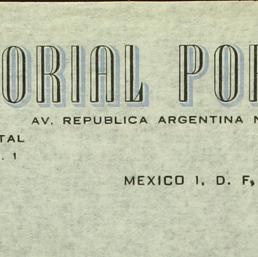 ORIAL PO
AV. REPUBLICA ARGENTINA N
TAL
. 1
MEXICO 1, D. F.,